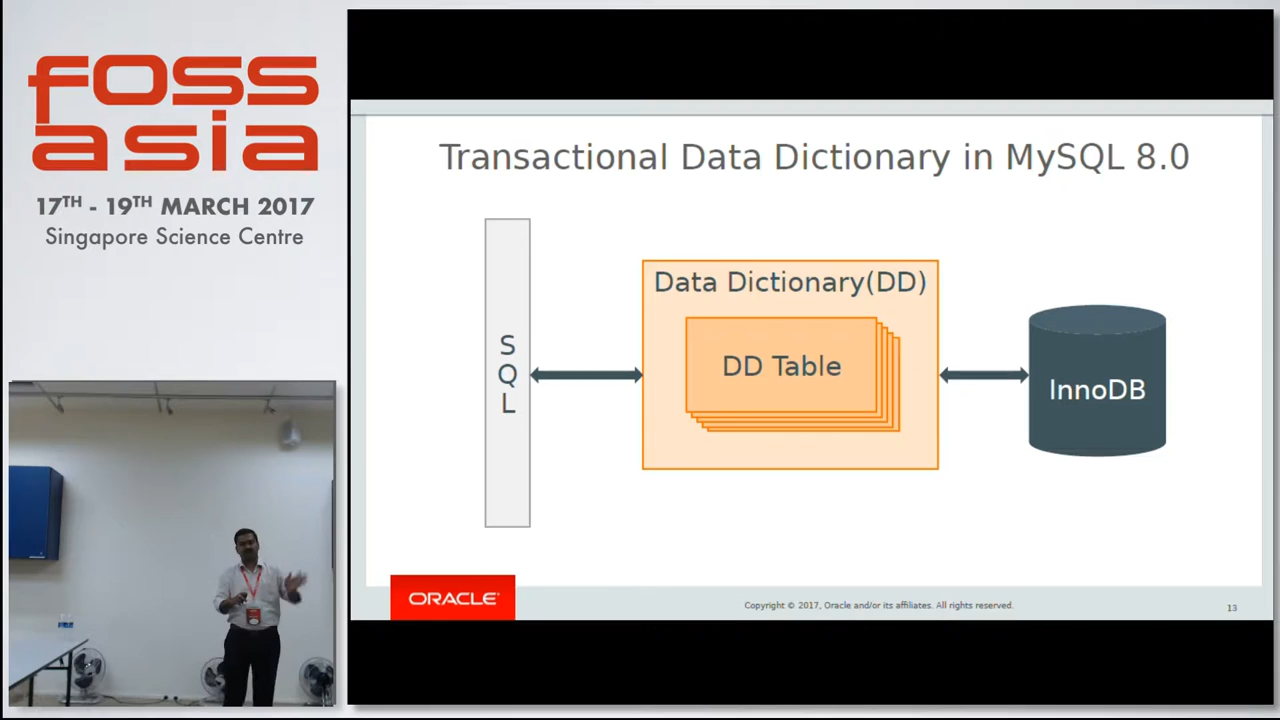 foss
asia
17TH - 19TH MARCH 2017
Singapore Science Centre
Transactional Data Dictionary in MySQL 8.0
S
Q
L
Data Dictionary(DD)
DD Table
InnoDB
ORACLE
Copyright © 2017, Oracle and/or its affiliates. All rights reserved.
13